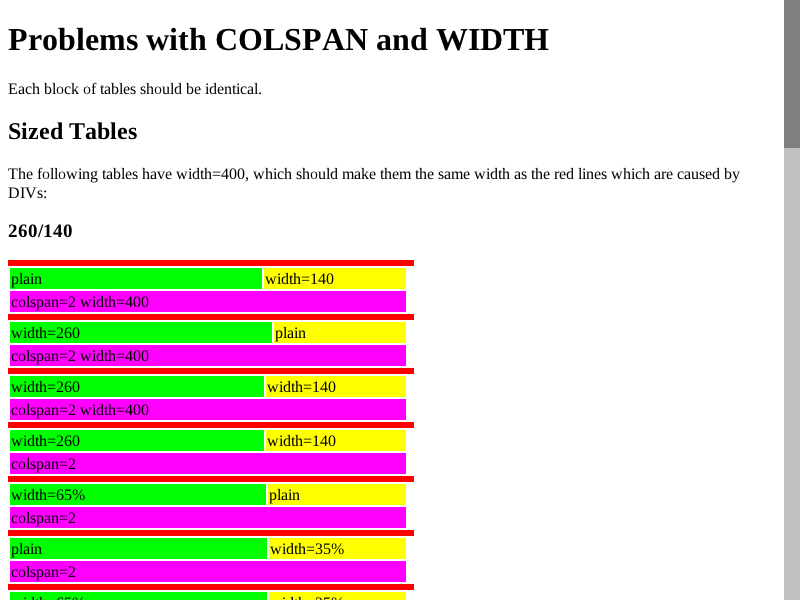 Problems with COLSPAN and WIDTH
Each block of tables should be identical.
Sized Tables
The following tables have width=400, which should make them the same width as the red lines which are caused by
DIVs:
260/140
plain width=140
colspan=2 width=400
width=260 plain
colspan=2 width=400
width=260 width=140
colspan=2 width=400
width=260 width=140
colspan=2
width=65% plain
colspan=2
plain width=35%
colspan=2
width=65% width=35%